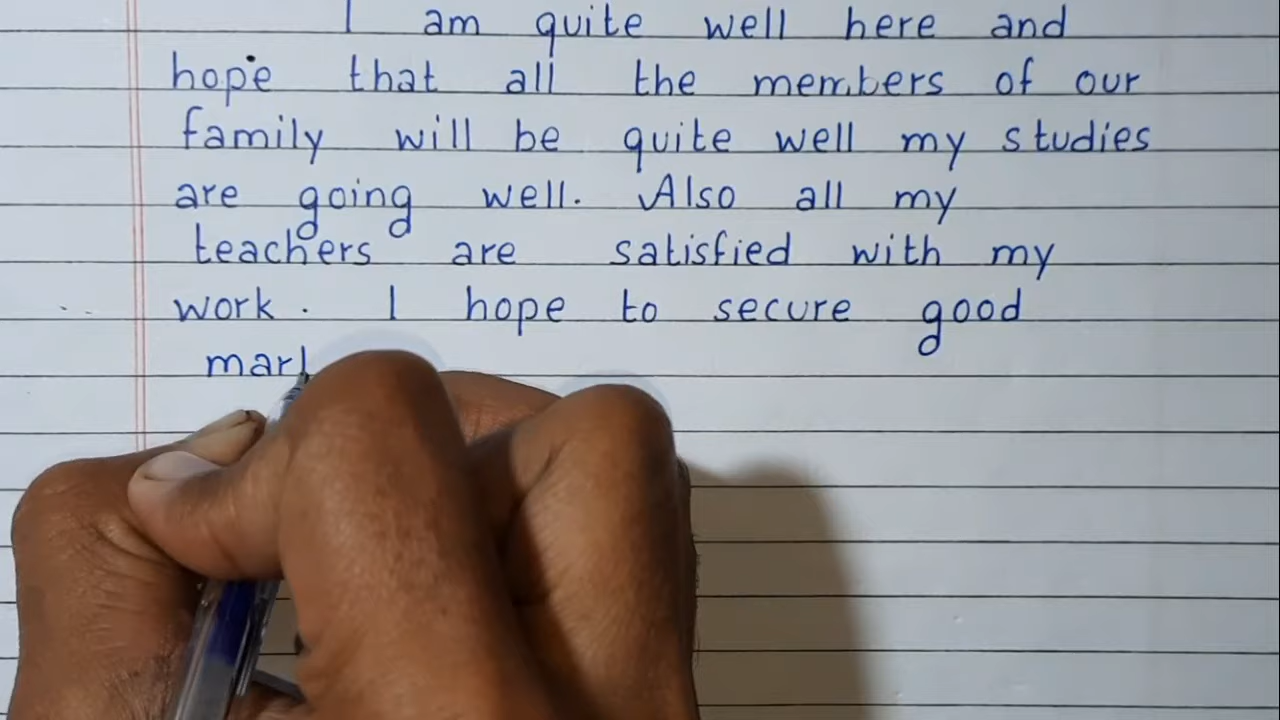 I am quite well here and
hope that all the members of our
family will be quite well my studies
are going well. Also all my
teachers are satisfied with my
work. I hope to secure good